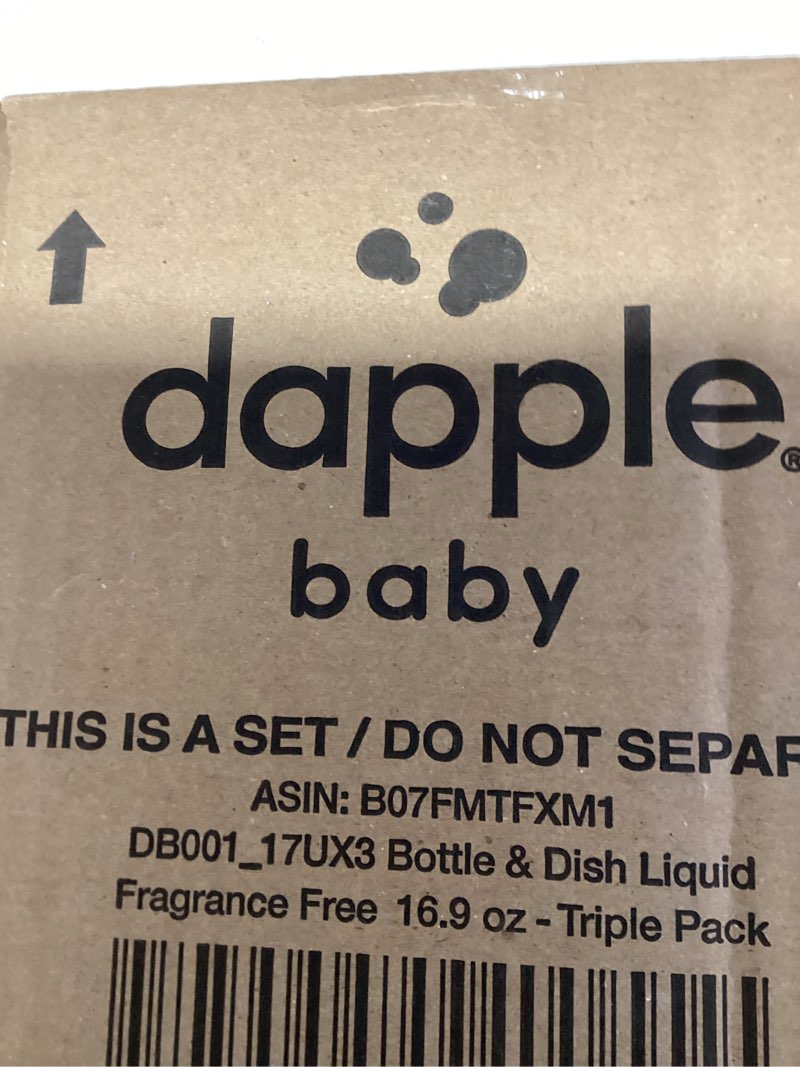 dapple®
baby
THIS IS A SET / DO NOT
ASIN: B07FMTFXM1
DB001_17UX3 Bottle & Dish Liquid
Fragrance Free 16.9 oz - Triple Pack